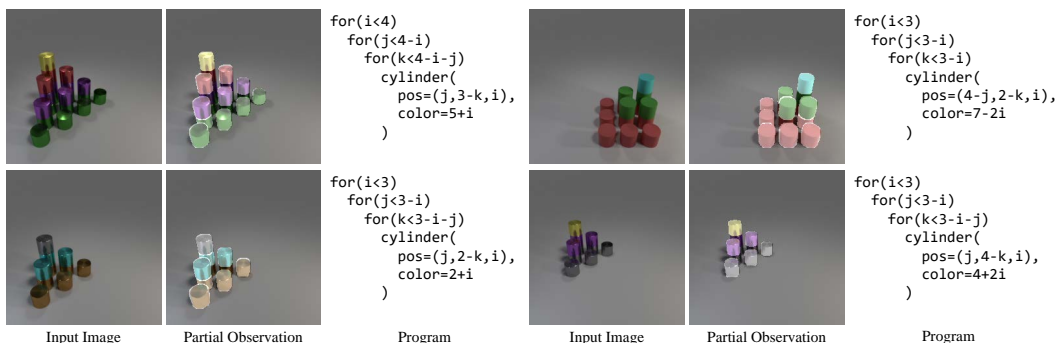 for(i<4)
for(j<4-i)
for(k<4-i-j)
cylinder(
pos=(j,3-k,i),
color=5+i
)
for(i<3)
for(j<3-i)
for(k<3-i)
cylinder(
pos=(4-j,2-k,i),
color=7-2i
)
for(i<3)
for(j<3-i)
for(k<3-i-j)
cylinder(
pos=(j,2-k,i),
color=2+i
)
for(i<3)
for(j<3-i)
for(k<3-i-j)
cylinder(
pos=(j,4-k,i),
color=4+2i
)
Input Image
Partial Observation
Program
Input Image
Partial Observation
Program